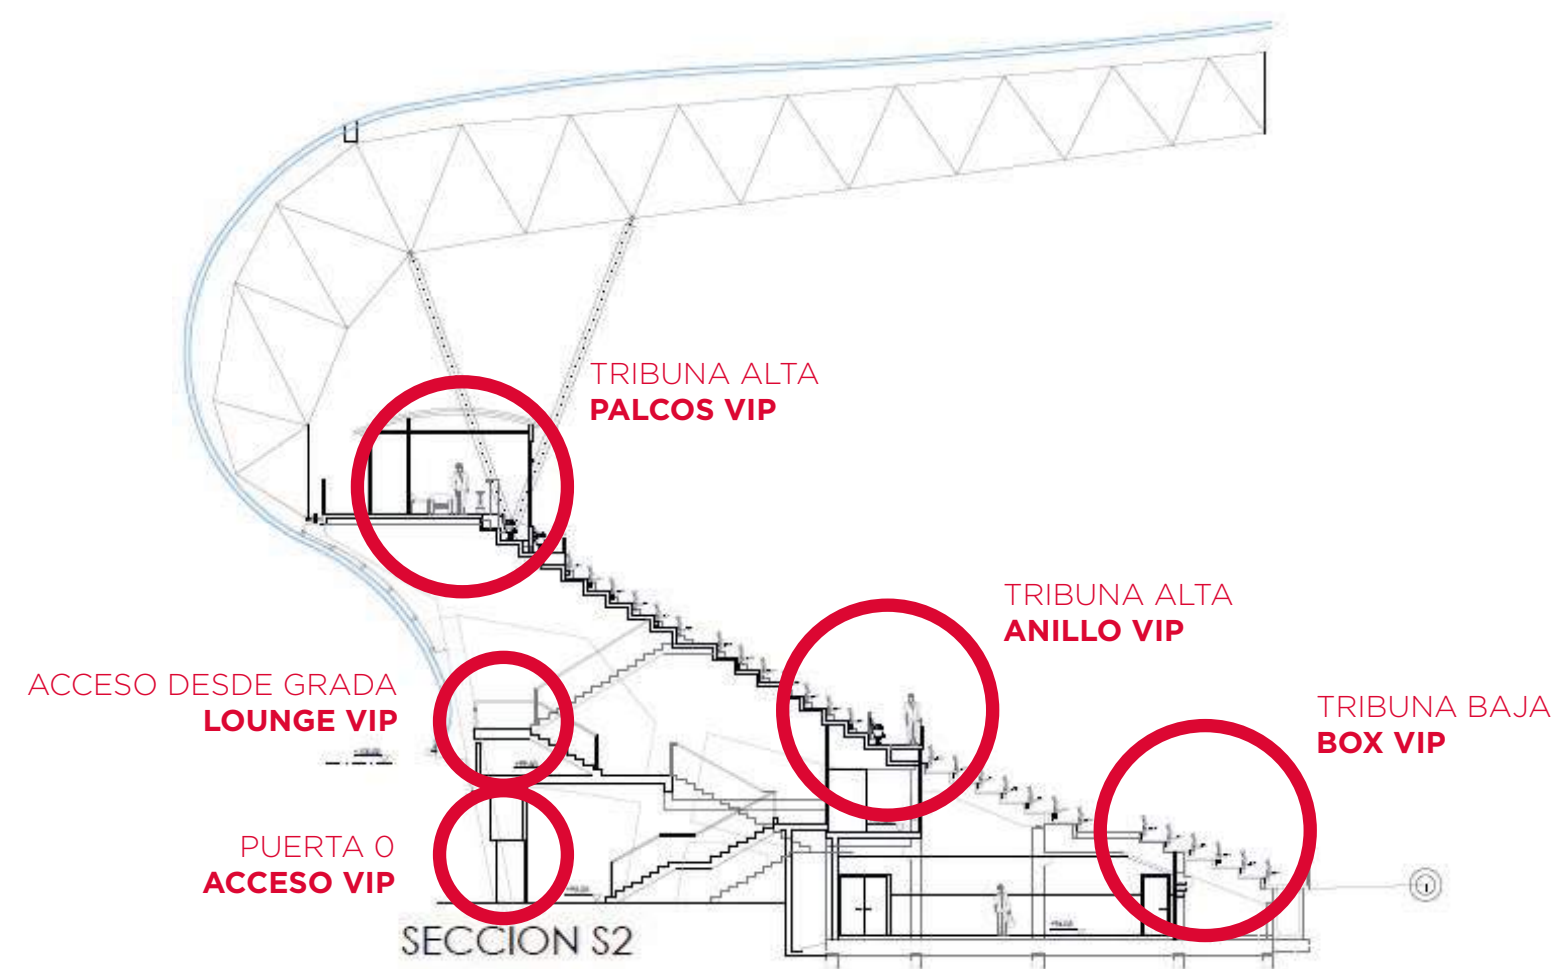 TRIBUNA ALTA
PALCOS VIP
TRIBUNA ALTA
ANILLO VIP
ACCESO DESDE GRADA
LOUNGE VIP
TRIBUNA BAJA
BOX VIP
PUERTA 0
ACCESO VIP
SECCION S2